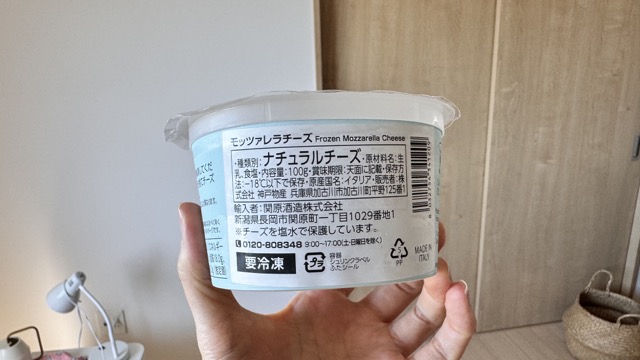 モッツァレラチーズ Frozen Mozzarella Cheese
・種類別:ナチュラルチーズ・原材料名:生
乳、食塩・内容量:100g・賞味期限:天面に記載・保存方
法:-18℃以下で保存・原産国名:イタリア・販売者:株
式会社 神戸物産 兵庫県加古川市加古川町平野125番1
輸入者:関原酒造株式会社
新潟県長岡市関原町一丁目1029番地1
※チーズを塩水で保護しています。
0120-808348 9:00〜17:00(土・日曜日を除く)
要冷凍
プラ
容器
シュリンクラベル
ふたシール
5
PP
MADE IN
ITALY